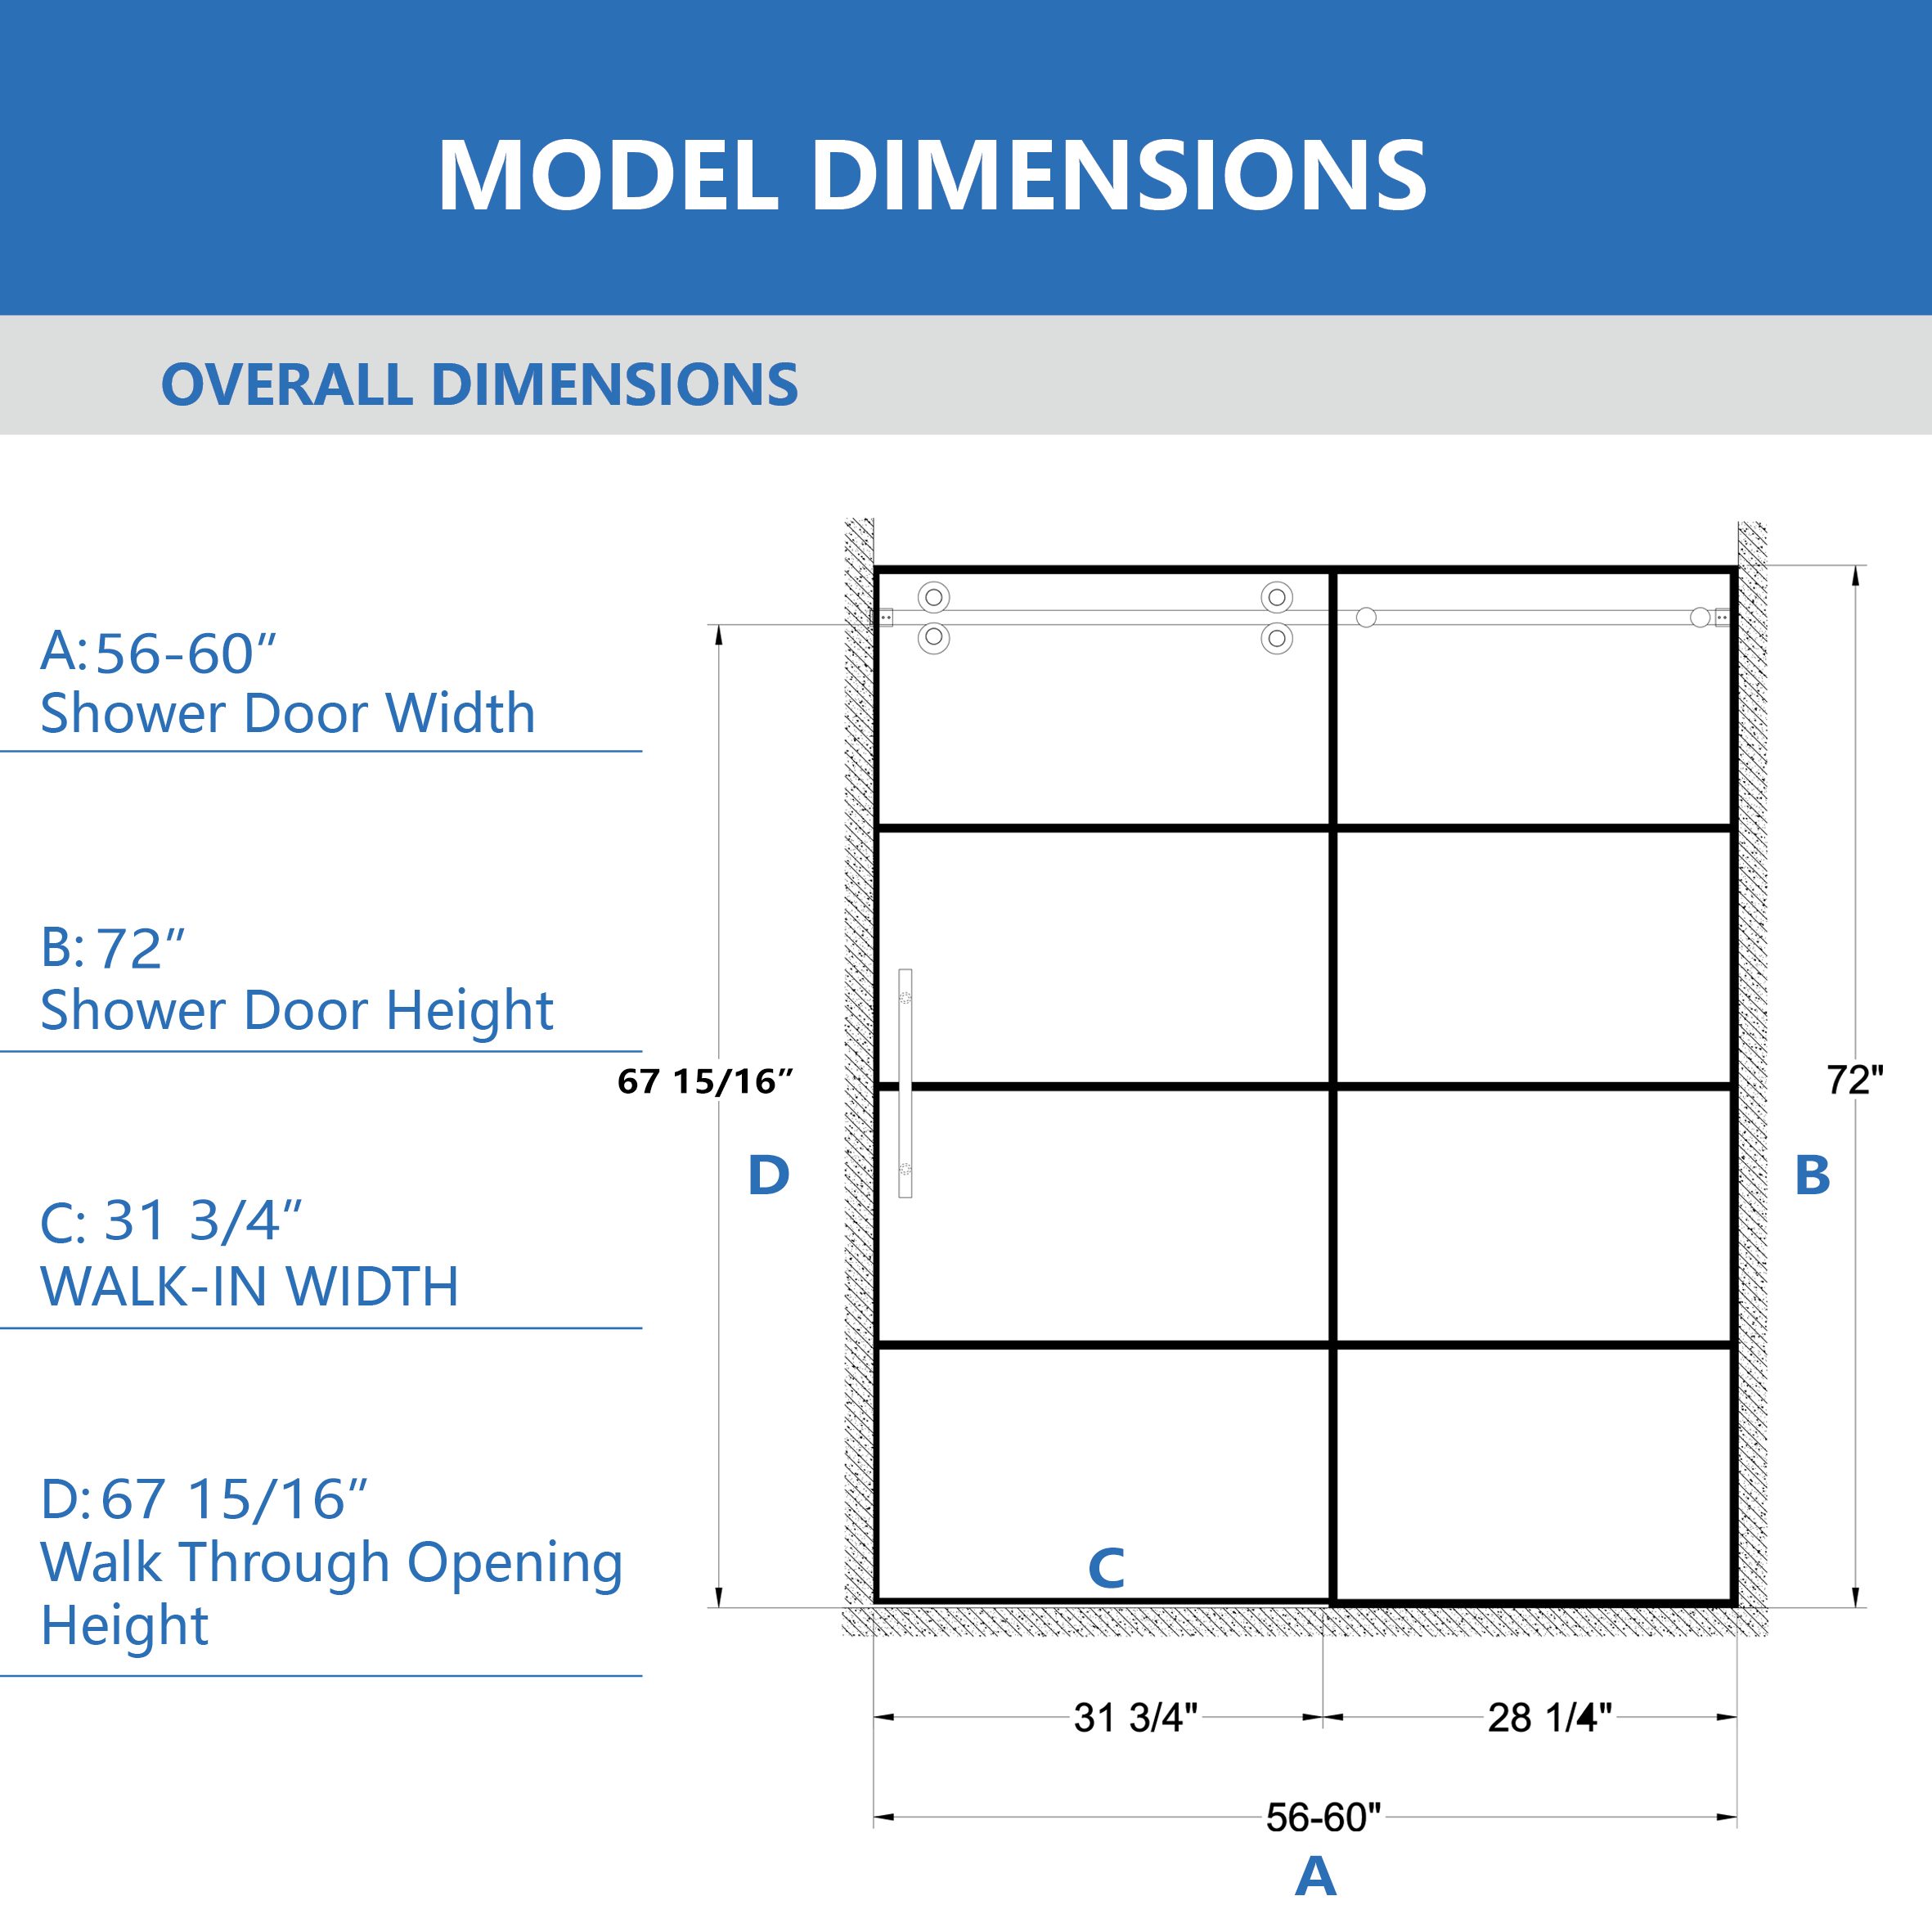 MODEL DIMENSIONS
OVERALL DIMENSIONS
A: 56-60”
Shower Door Width
B: 72”
Shower Door Height
C: 31 3/4”
WALK-IN WIDTH
D: 67 15/16”
Walk Through Opening
Height
67 15/16”
D
72"
B
C
31 3/4"
28 1/4"
56-60"
A